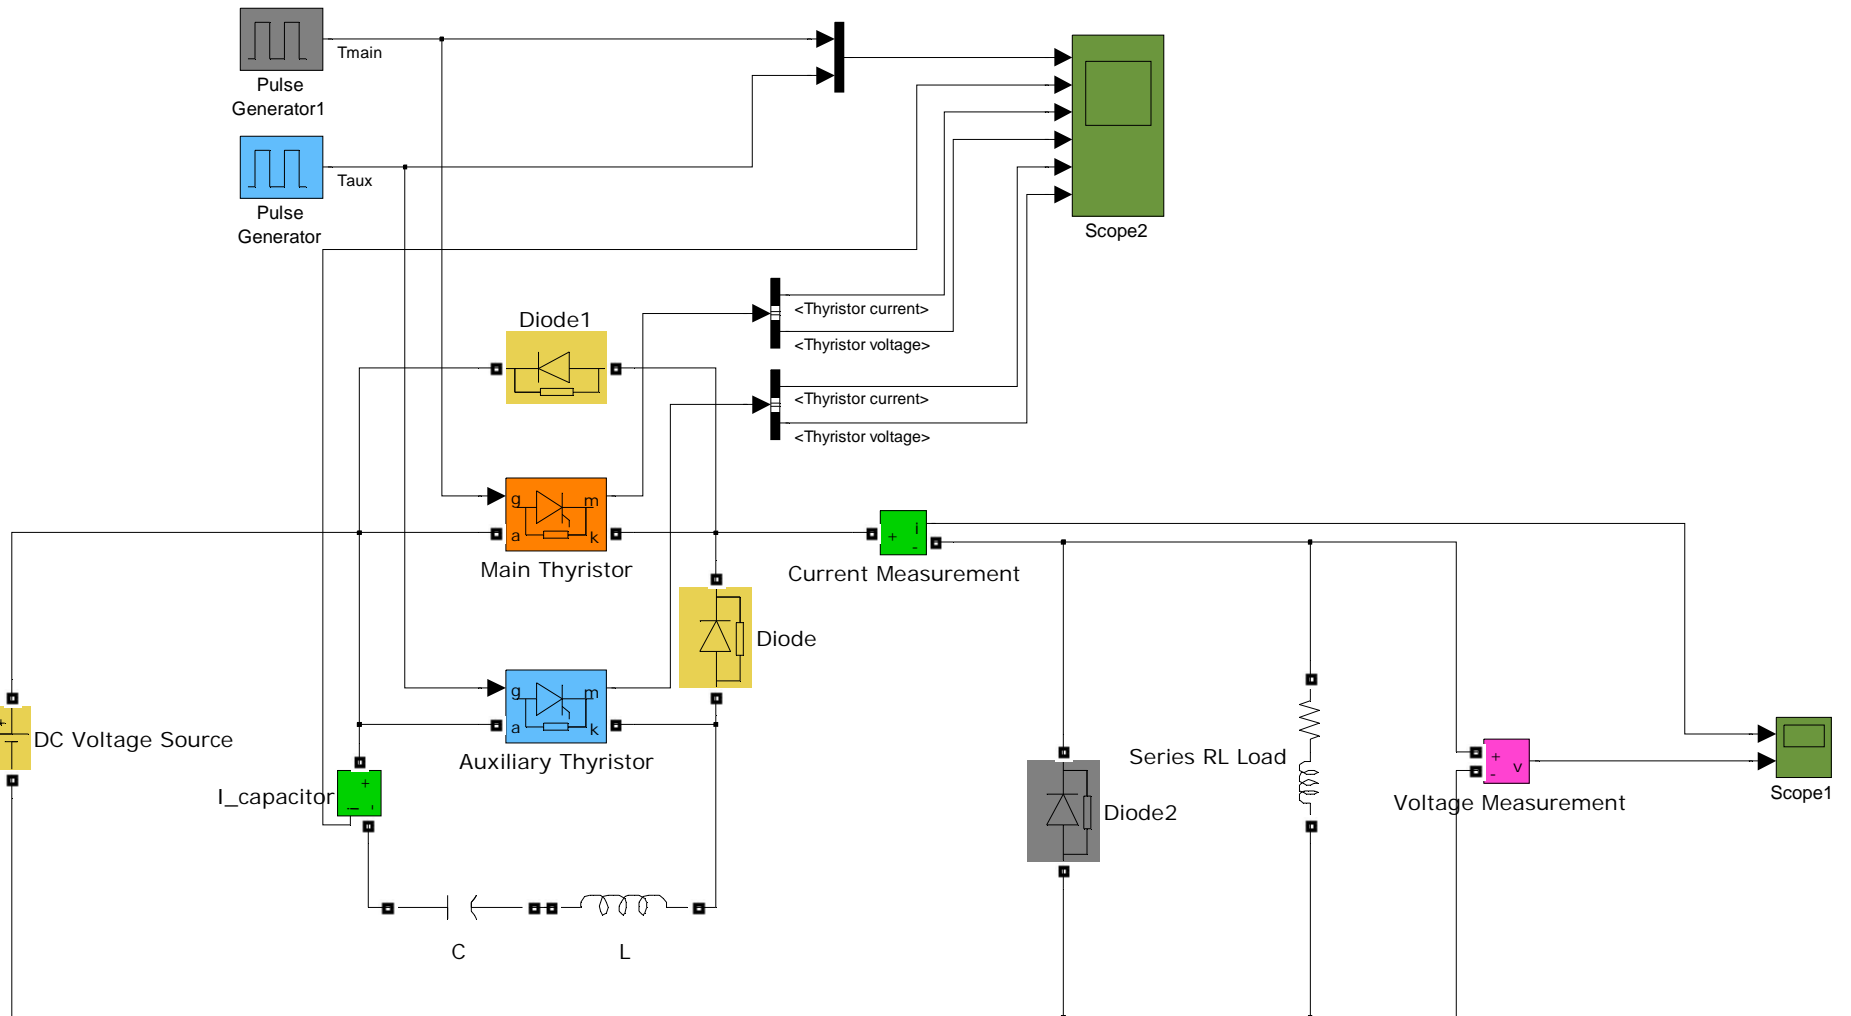 Tmain
Pulse
Generator1
Taux
Pulse
Generator
Scope2
<Thyristor current>
<Thyristor voltage>
Diode1
<Thyristor current>
<Thyristor voltage>
g
m
a
k
Main Thyristor
i
+
-
Current Measurement
Diode
g
m
a
k
Auxiliary Thyristor
+
DC Voltage Source
+
-
I_capacitor
Series RL Load
+
-
v
Voltage Measurement
Scope1
Diode2
C
L